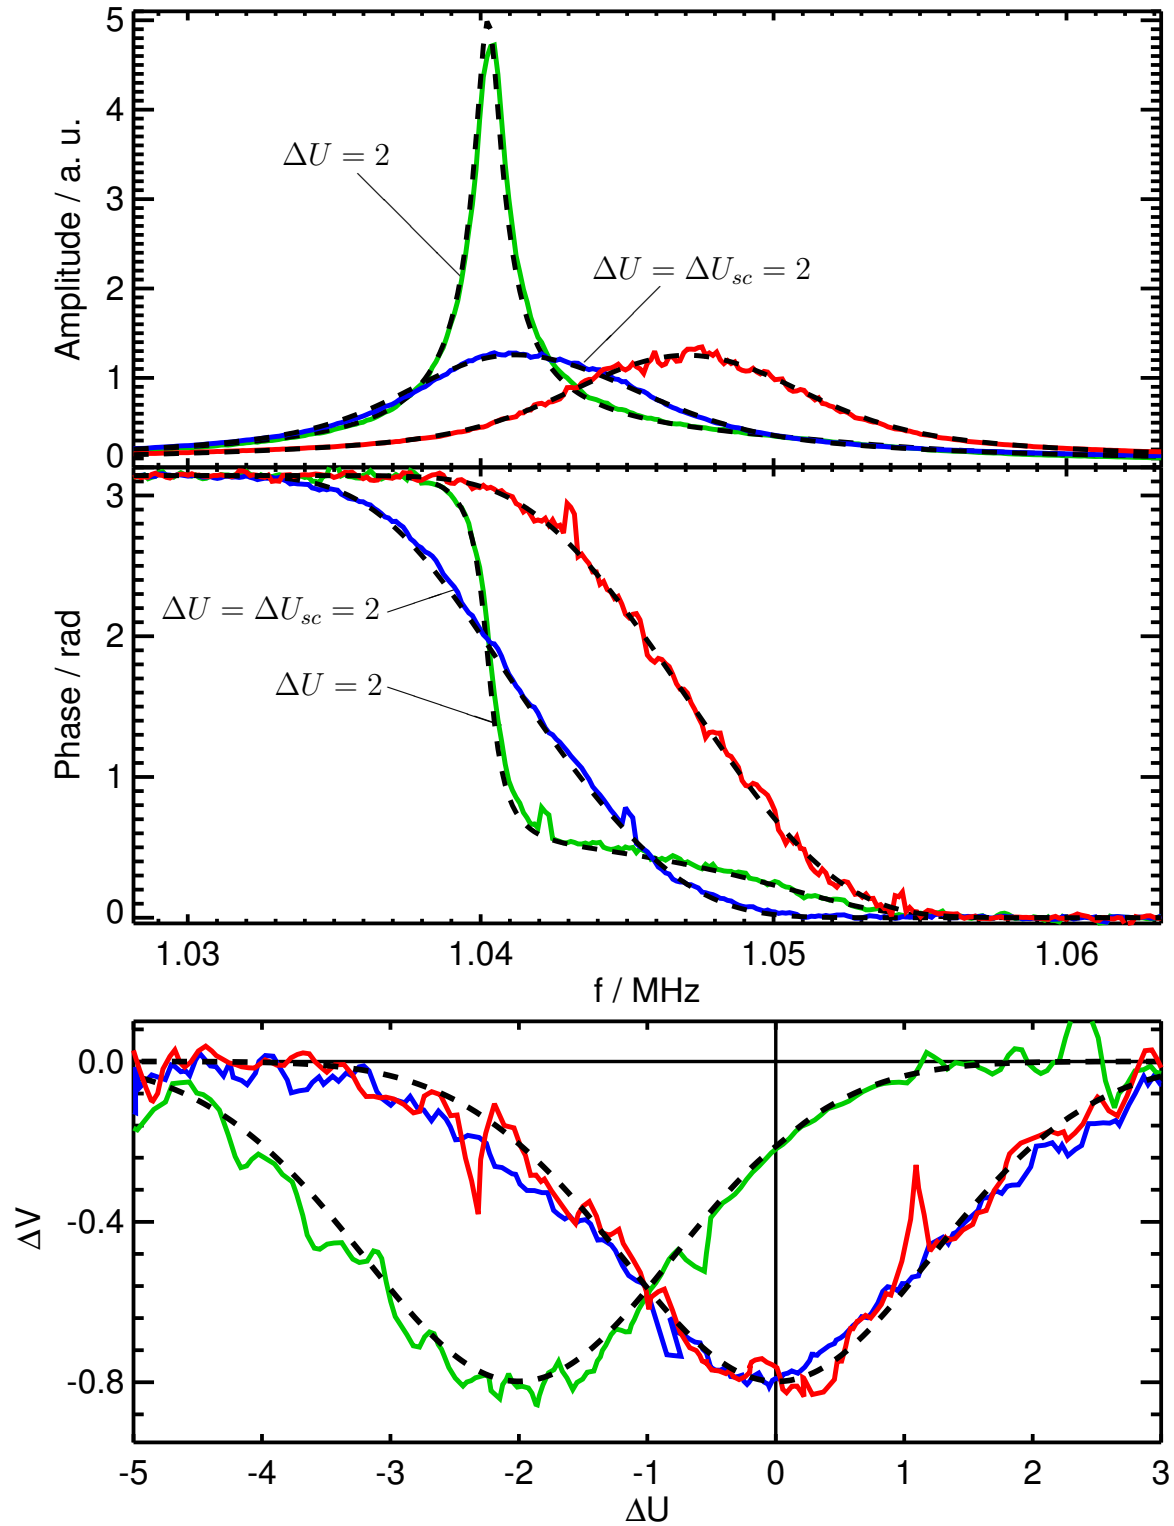 5
4
3
2
1
0
Amplitude / a. u.
ΔU = 2
ΔU = ΔU_sc = 2
3
2
1
0
Phase / rad
ΔU = ΔU_sc = 2
ΔU = 2
1.03 1.04 1.05 1.06
f / MHz
0.0
-0.4
-0.8
ΔV
-5 -4 -3 -2 -1 0 1 2 3
ΔU